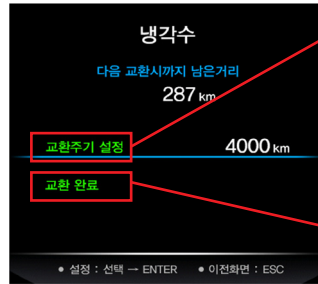 냉각수
다음 교환시까지 남은거리
287 km
교환주기 설정 4000 km
교환 완료
• 설정 : 선택 → ENTER • 이전화면 : ESC